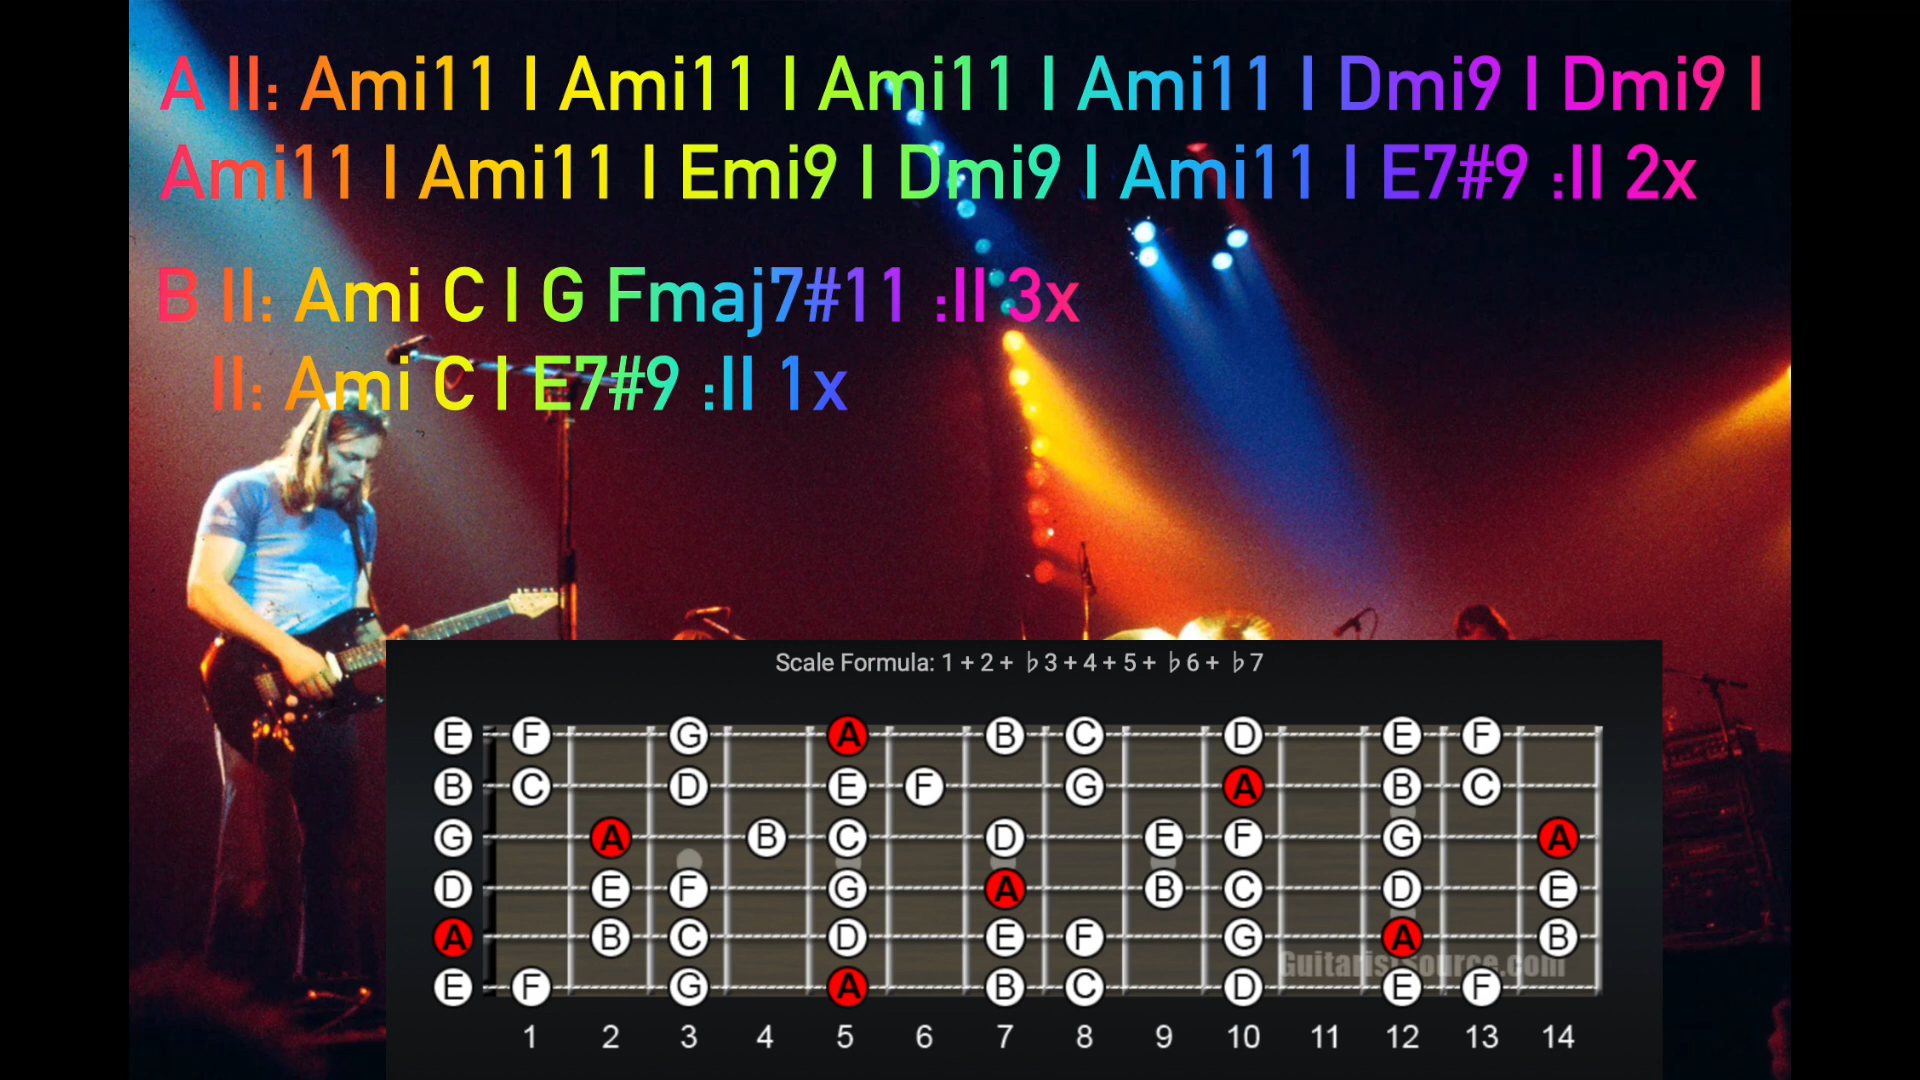 A II: Ami11 I Ami11 I Ami11 I Ami11 I Dmi9 I Dmi9 I
Ami11 I Ami11 I Emi9 I Dmi9 I Ami11 I E7#9 :II 2x
B II: Ami C I G Fmaj7#11 :II 3x
II: Ami C I E7#9 :II 1x
Scale Formula: 1 + 2 + ♭3 + 4 + 5 + ♭6 + ♭7
E F G A B C D E F
B C D E F G A B C
G A B C D E F G A
D E F G A B C D E
A B C D E F G A B
E F G A B C D E F
GuitaristSource.com
1 2 3 4 5 6 7 8 9 10 11 12 13 14